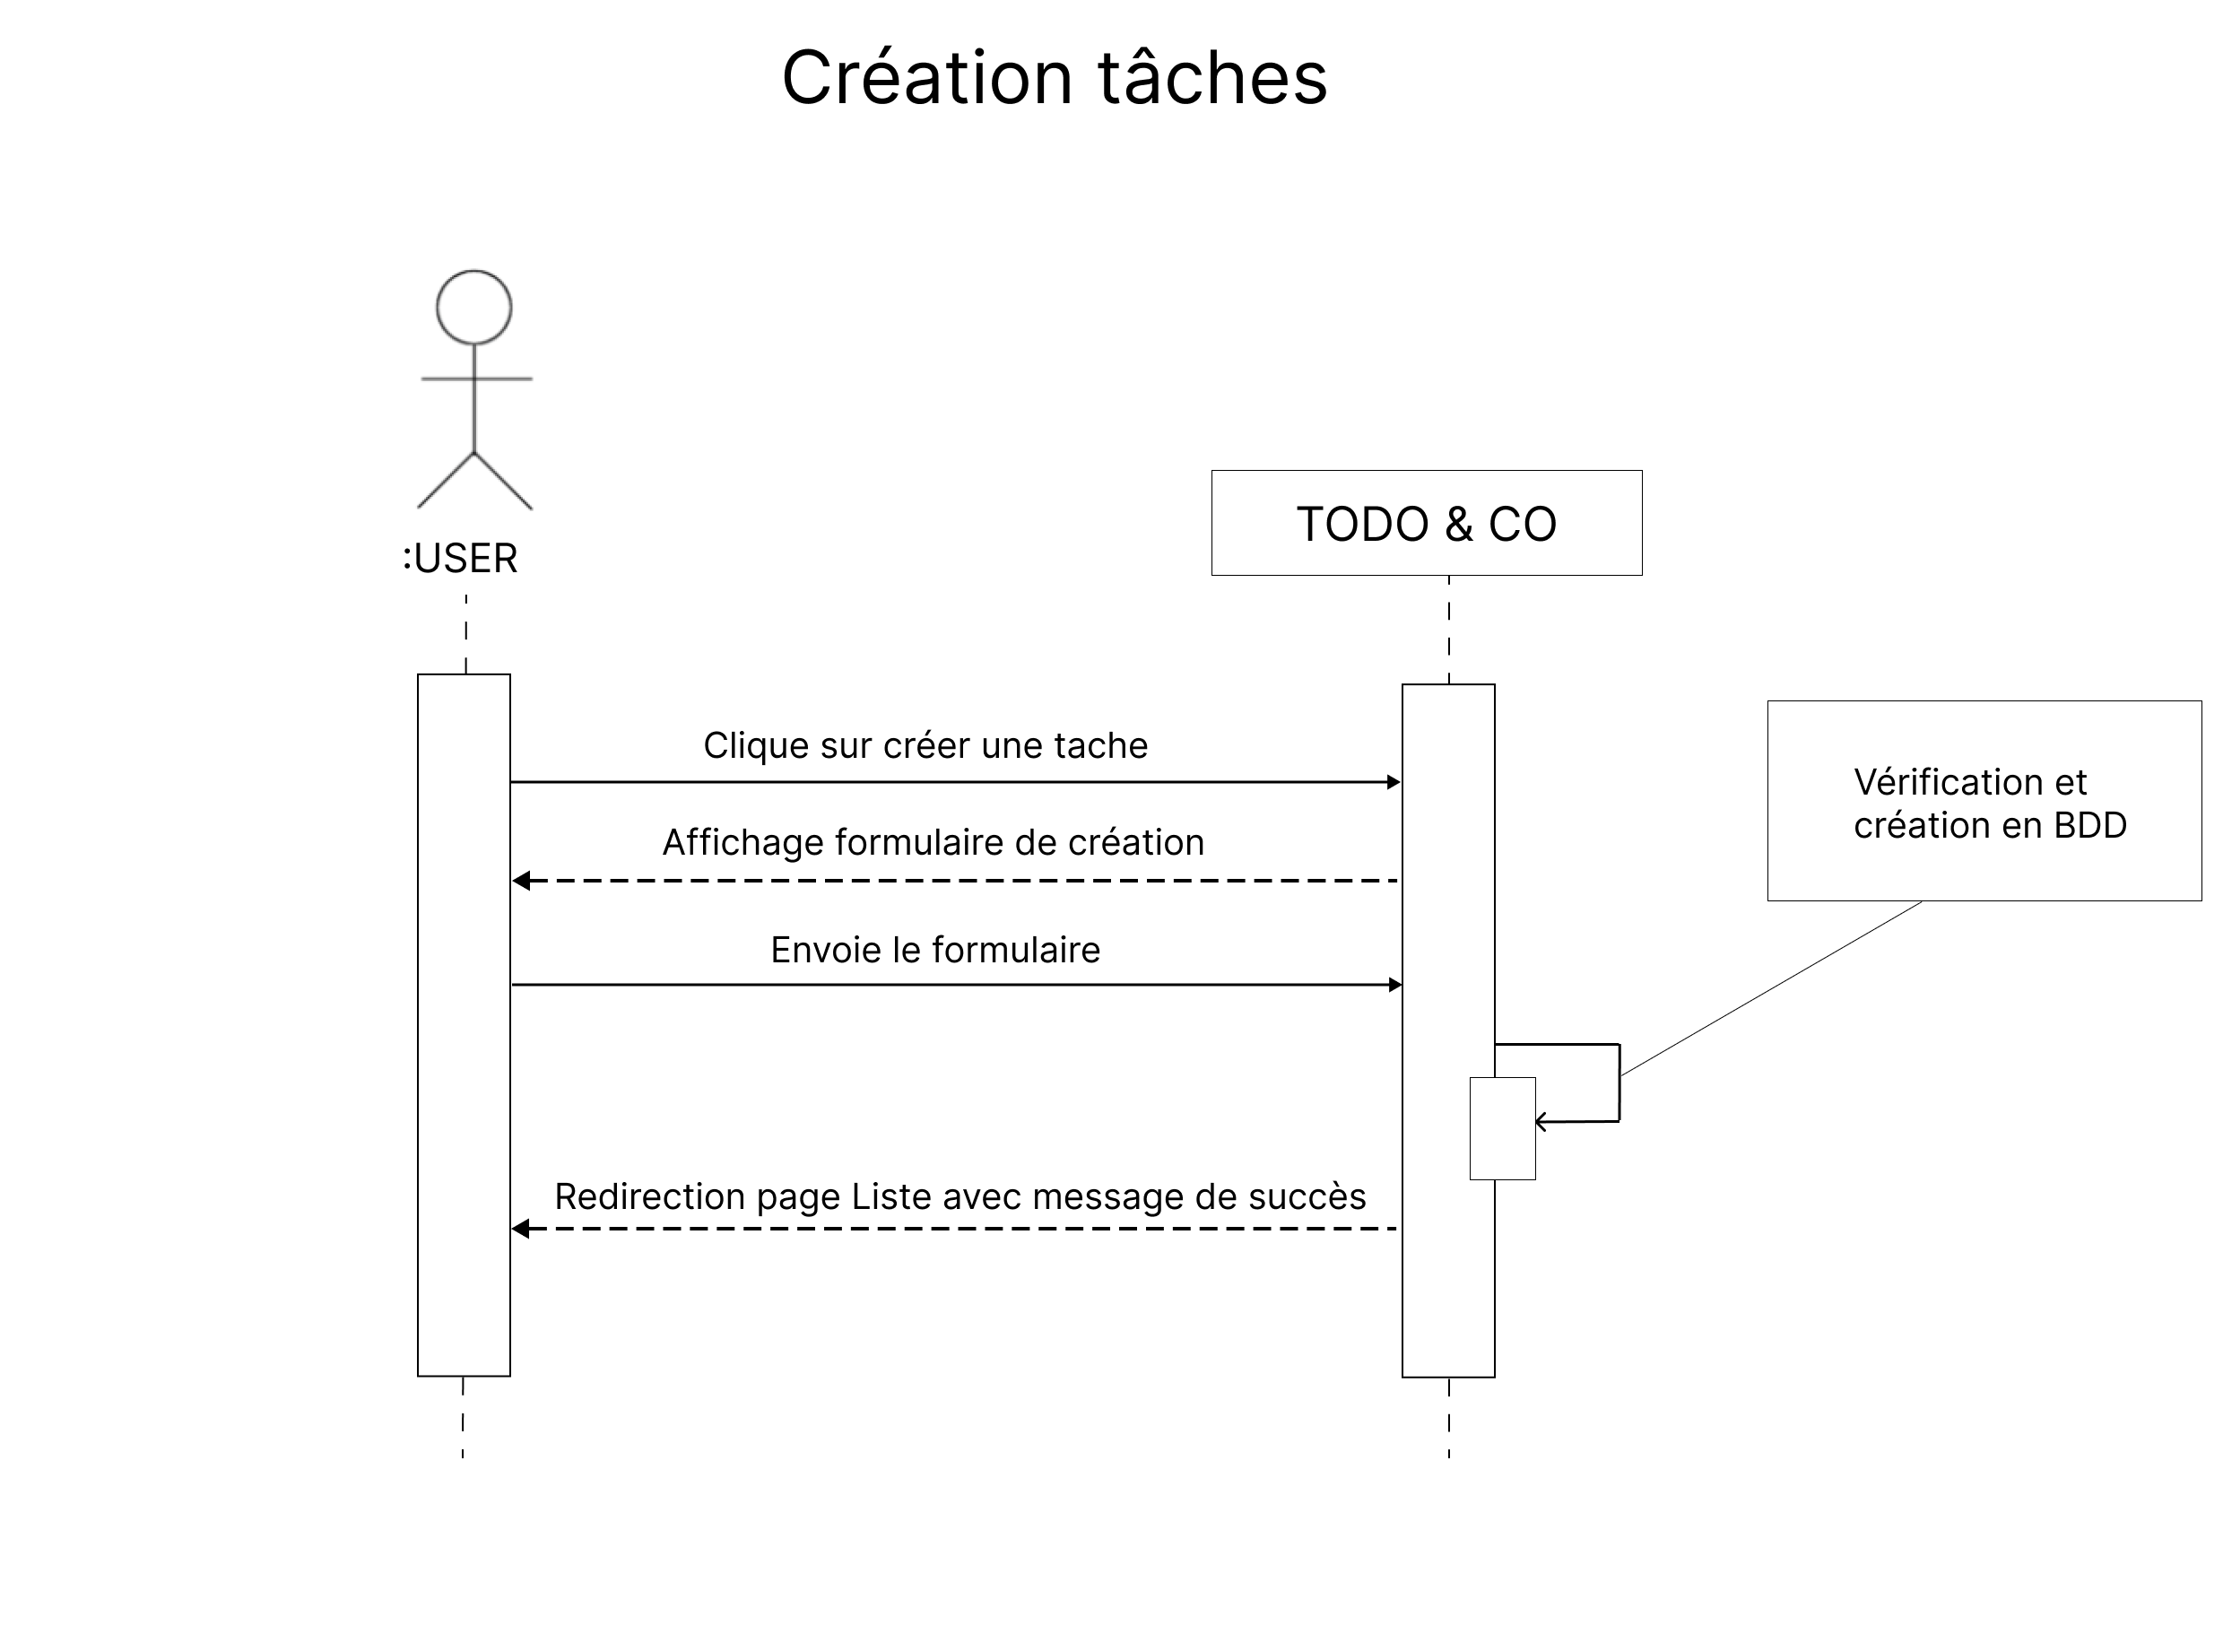 Création tâches
:USER
TODO & CO
Clique sur créer une tache
Vérification et
création en BDD
Affichage formulaire de création
Envoie le formulaire
Redirection page Liste avec message de succès